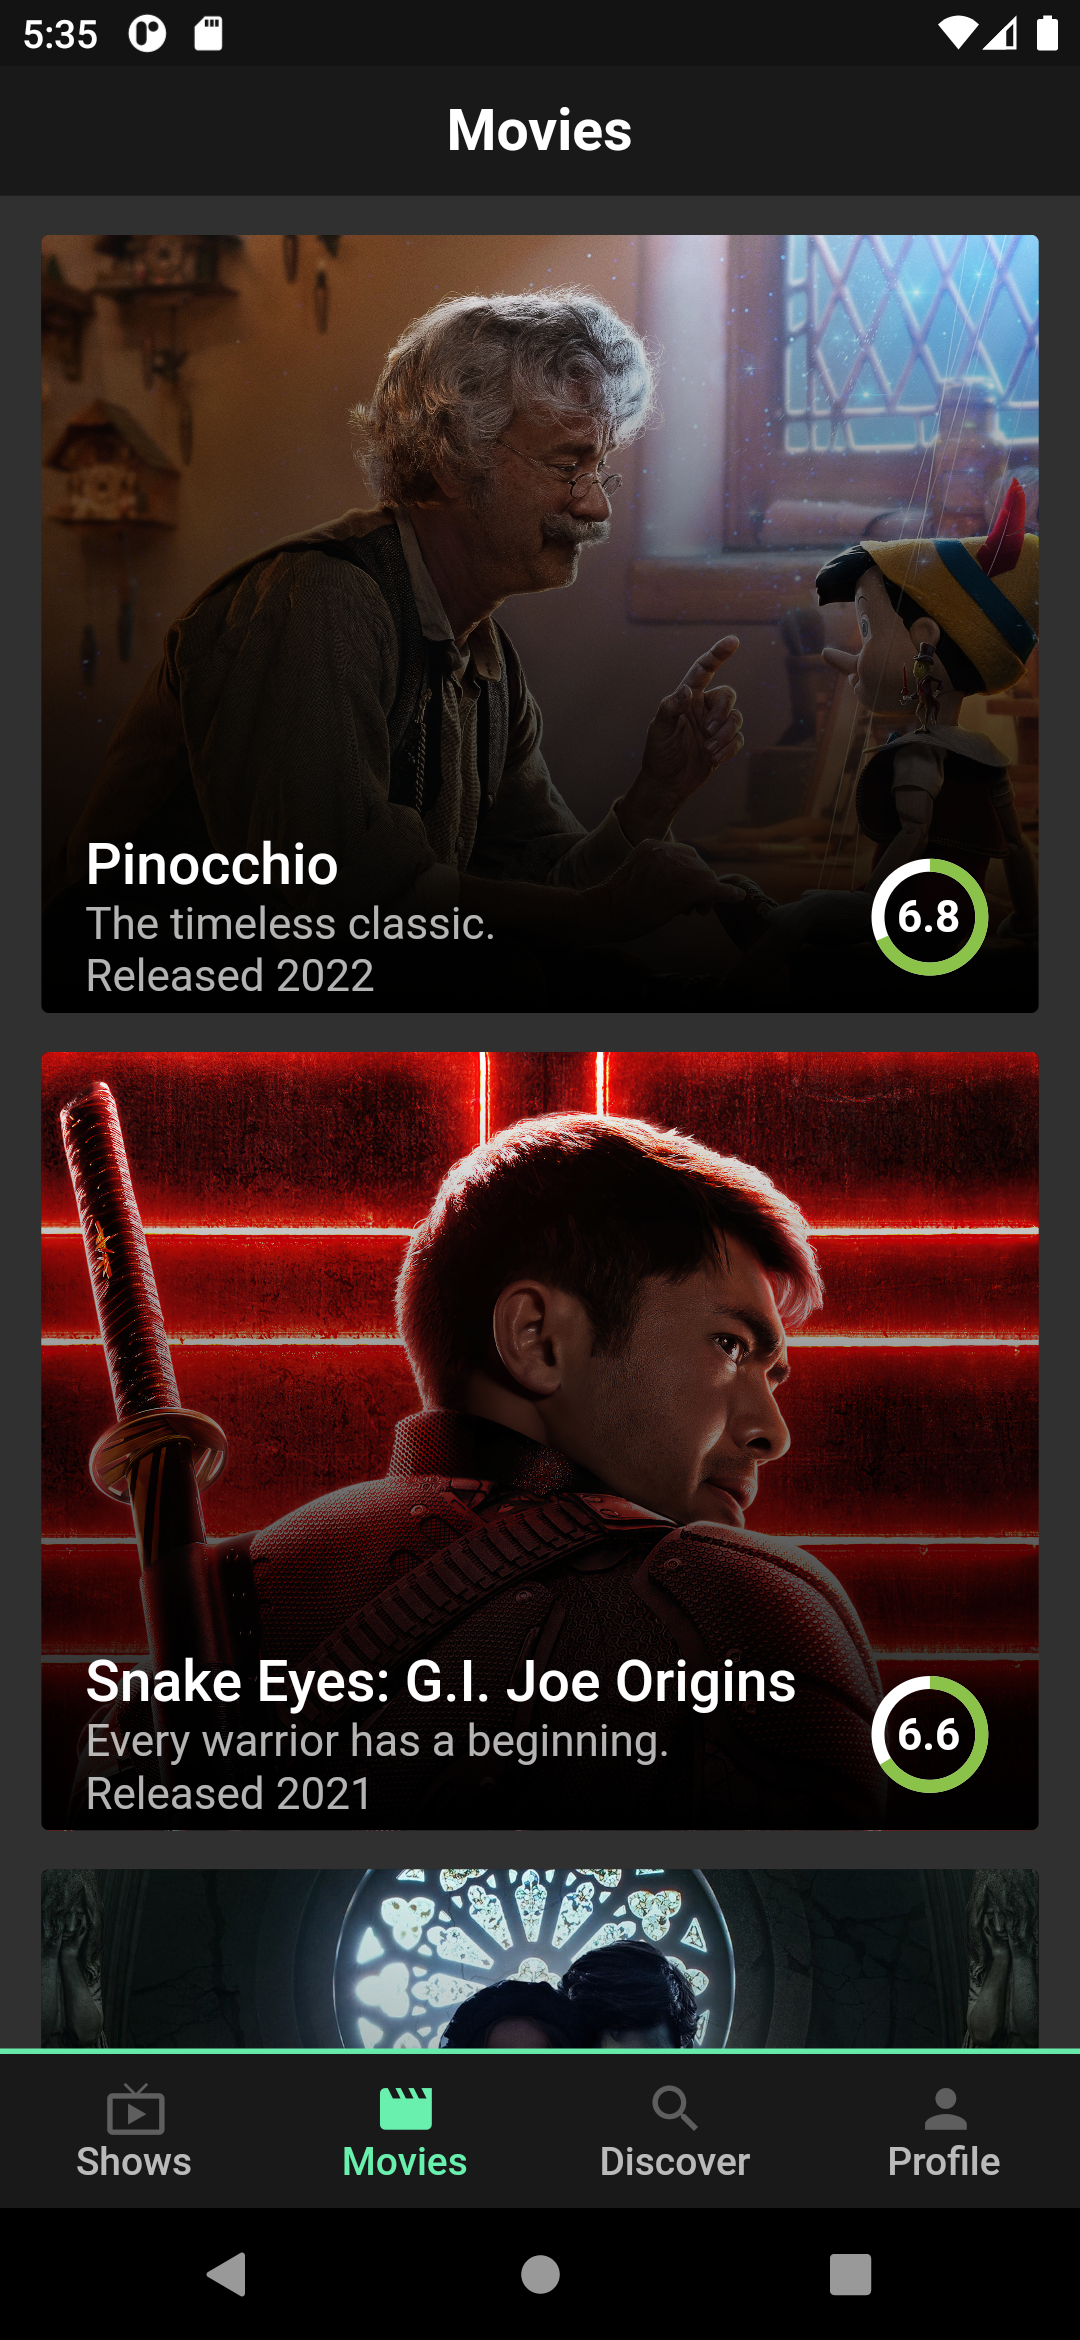 5:35
Movies
Pinocchio
The timeless classic.
Released 2022
6.8
Snake Eyes: G.I. Joe Origins
Every warrior has a beginning.
Released 2021
6.6
Shows
Movies
Discover
Profile